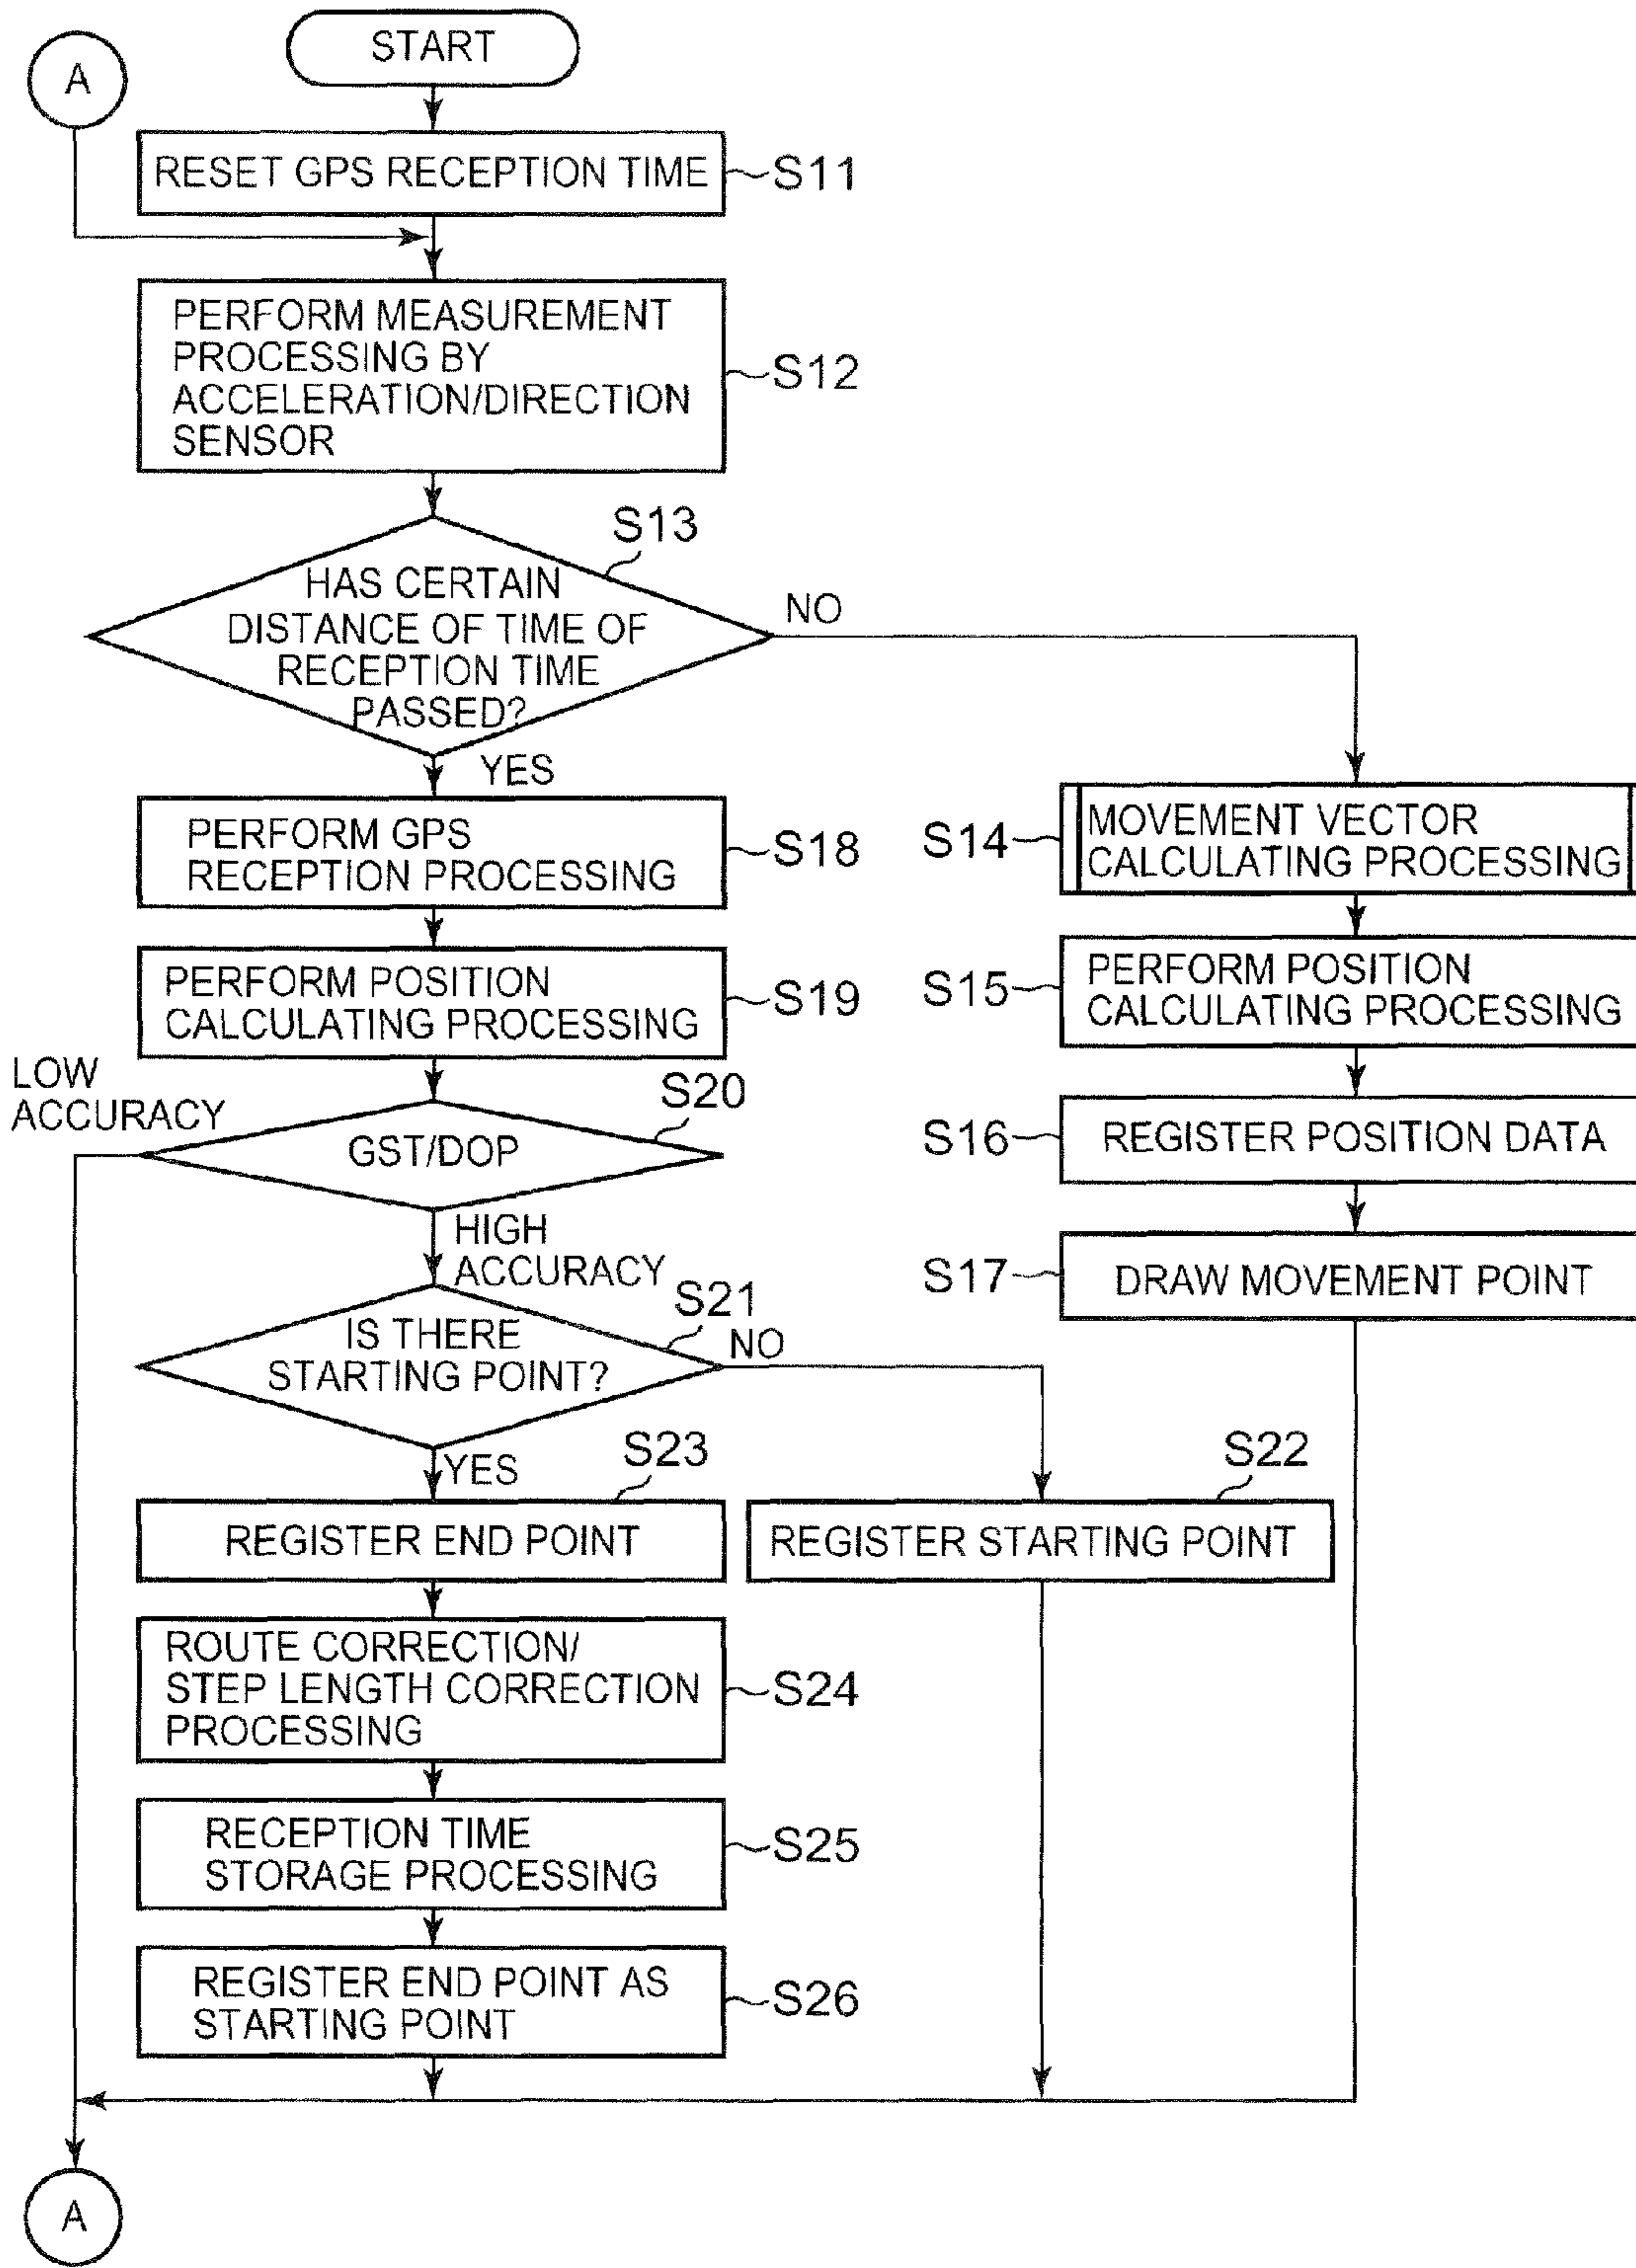 A
START
RESET GPS RECEPTION TIME
S11
PERFORM MEASUREMENT
PROCESSING BY
ACCELERATION/DIRECTION
SENSOR
S12
S13
HAS CERTAIN
DISTANCE OF TIME OF
RECEPTION TIME
PASSED?
NO
YES
PERFORM GPS
RECEPTION PROCESSING
S18
S14
MOVEMENT VECTOR
CALCULATING PROCESSING
PERFORM POSITION
CALCULATING PROCESSING
S19
S15
PERFORM POSITION
CALCULATING PROCESSING
LOW
ACCURACY
S20
GST/DOP
S16
REGISTER POSITION DATA
HIGH
ACCURACY
S17
DRAW MOVEMENT POINT
S21
IS THERE
STARTING POINT?
NO
YES
S23
REGISTER END POINT
S22
REGISTER STARTING POINT
ROUTE CORRECTION/
STEP LENGTH CORRECTION
PROCESSING
S24
RECEPTION TIME
STORAGE PROCESSING
S25
REGISTER END POINT AS
STARTING POINT
S26
A